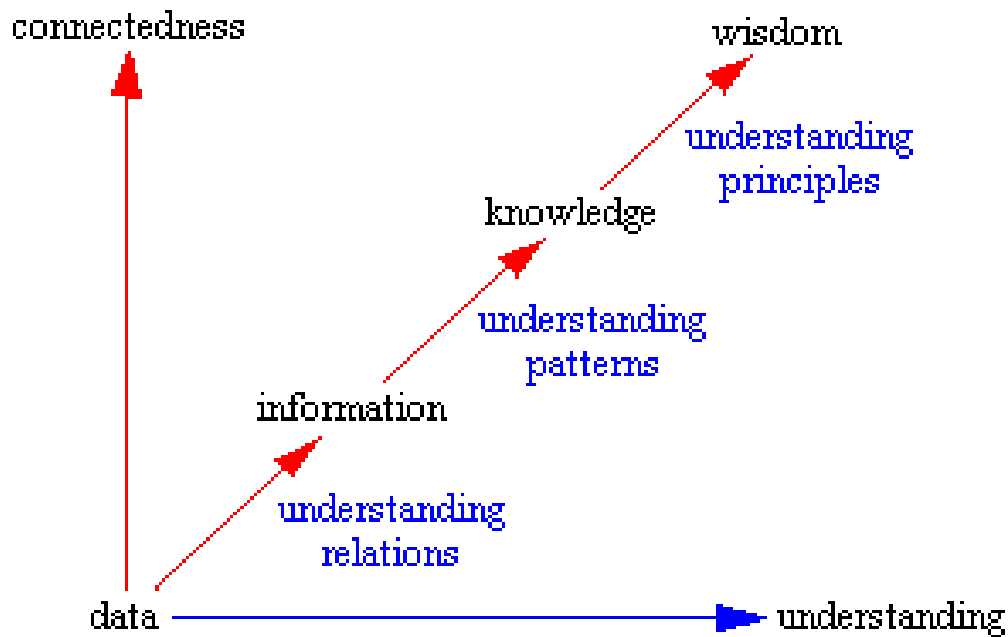 connectedness
wisdom
understanding
principles
knowledge
understanding
patterns
information
understanding
relations
data
understanding